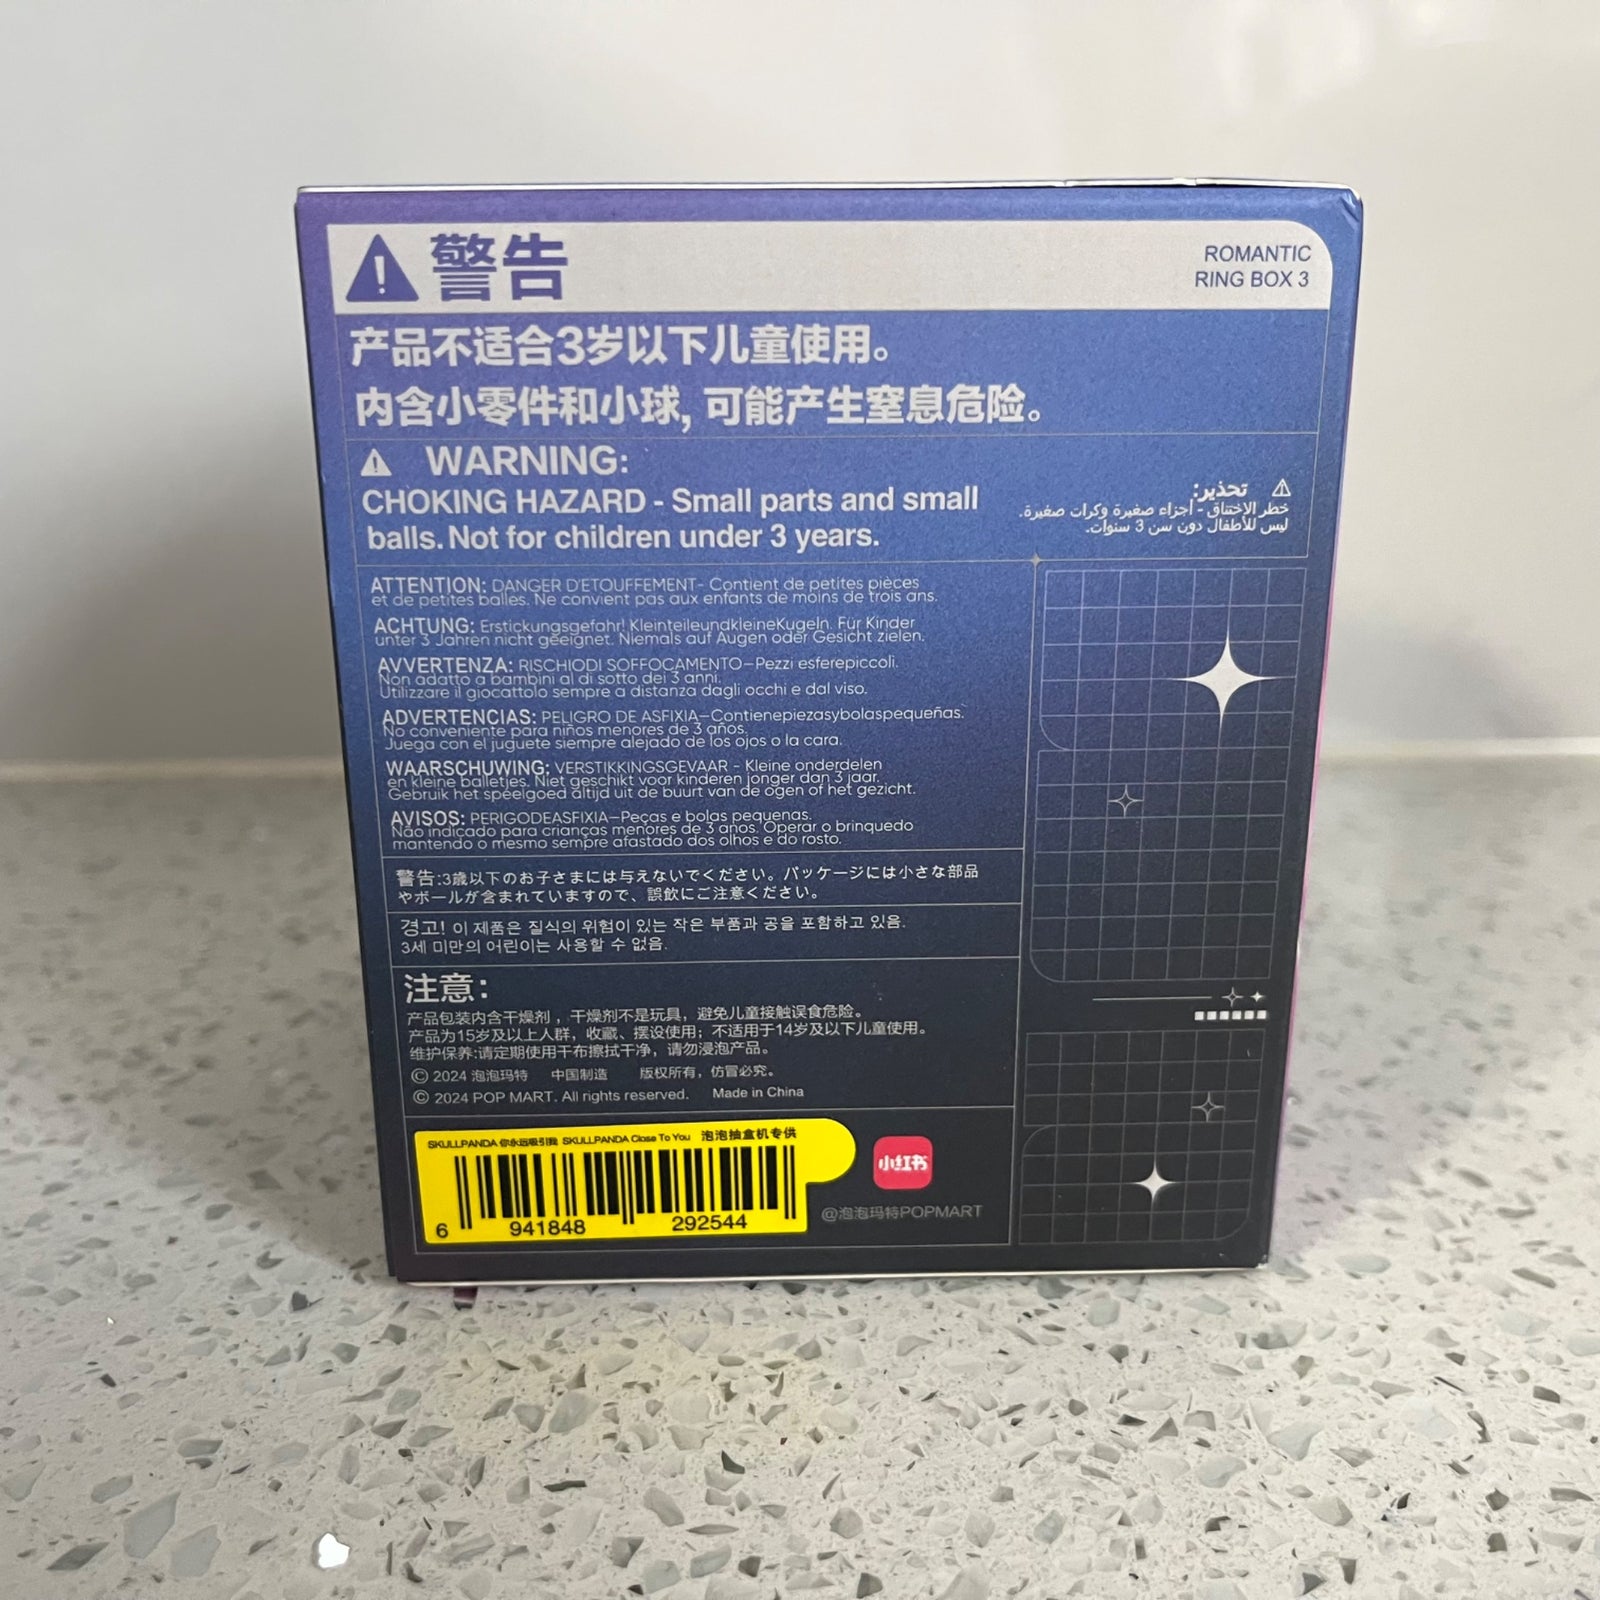 警告
ROMANTIC
RING BOX 3
产品不适合3岁以下儿童使用。
内含小零件和小球, 可能产生窒息危险。
WARNING:
CHOKING HAZARD - Small parts and small
balls. Not for children under 3 years.
تحذير:
خطر الاختناق - أجزاء صغيرة وكرات صغيرة.
ليس للأطفال دون سن 3 سنوات.
ATTENTION: DANGER D'ETOUFFEMENT- Contient de petites pièces
et de petites balles. Ne convient pas aux enfants de moins de trois ans.
ACHTUNG: Erstickungsgefahr! KleinteileundkleineKugeln. Für Kinder
unter 3 Jahren nicht geeignet. Niemals auf Augen oder Gesicht zielen.
AVVERTENZA: RISCHIODI SOFFOCAMENTO–Pezzi esferepiccoli.
Non adatto a bambini al di sotto dei 3 anni.
Utilizzare il giocattolo sempre a distanza dagli occhi e dal viso.
ADVERTENCIAS: PELIGRO DE ASFIXIA–Contienepiezasybolaspequeñas.
No conveniente para niños menores de 3 años.
Juega con el juguete siempre alejado de los ojos o la cara.
WAARSCHUWING: VERSTIKKINGSGEVAAR - Kleine onderdelen
en kleine balletjes. Niet geschikt voor kinderen jonger dan 3 jaar.
Gebruik het speelgoed altijd uit de buurt van de ogen of het gezicht.
AVISOS: PERIGODEASFIXIA–Peças e bolas pequenas.
Não indicado para crianças menores de 3 anos. Operar o brinquedo
mantendo o mesmo sempre afastado dos olhos e do rosto.
警告:3歳以下のお子さまには与えないでください。パッケージには小さな部品
やボールが含まれていますので、誤飲にご注意ください。
경고! 이 제품은 질식의 위험이 있는 작은 부품과 공을 포함하고 있음.
3세 미만의 어린이는 사용할 수 없음.
注意:
产品包装内含干燥剂，干燥剂不是玩具，避免儿童接触误食危险。
产品为15岁及以上人群，收藏、摆设使用；不适用于14岁及以下儿童使用。
维护保养:请定期使用干布擦拭干净，请勿浸泡产品。
© 2024 泡泡玛特 中国制造 版权所有，仿冒必究。
© 2024 POP MART. All rights reserved. Made in China
SKULLPANDA 你永远吸引我 SKULLPANDA Close To You 泡泡抽盒机专供
6 941848 292544
小红书
@泡泡玛特POPMART